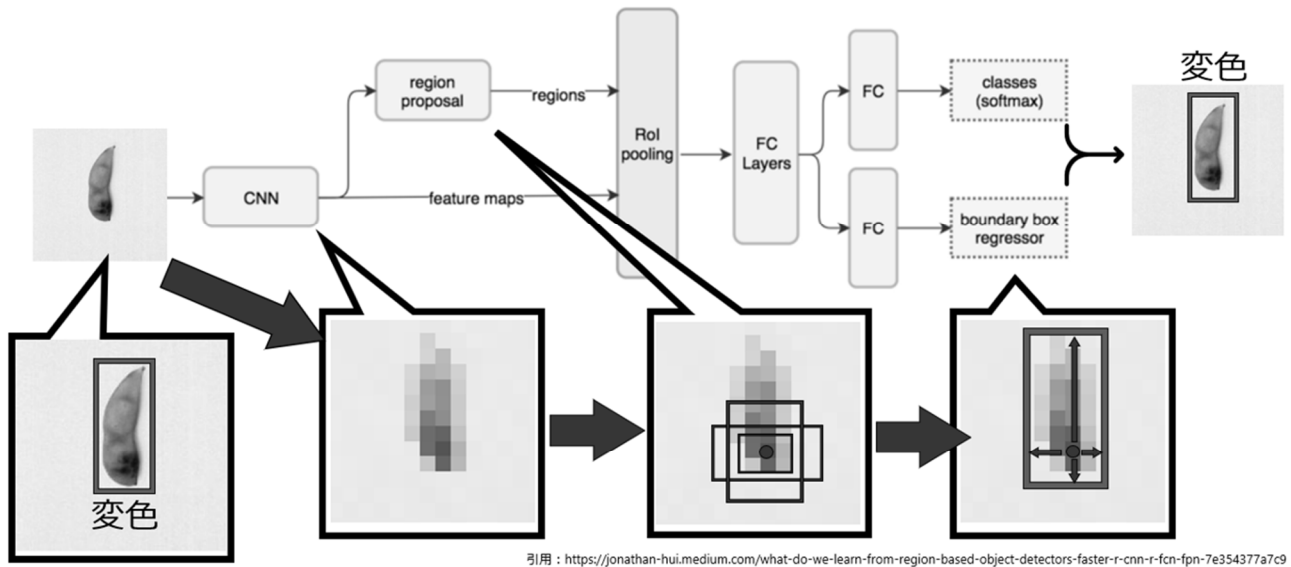 region
proposal
regions
CNN
feature maps
RoI
pooling
FC
Layers
FC
FC
classes
(softmax)
boundary box
regressor
変色
変色
引用：https://jonathan-hui.medium.com/what-do-we-learn-from-region-based-object-detectors-faster-r-cnn-r-fcn-fpn-7e354377a7c9